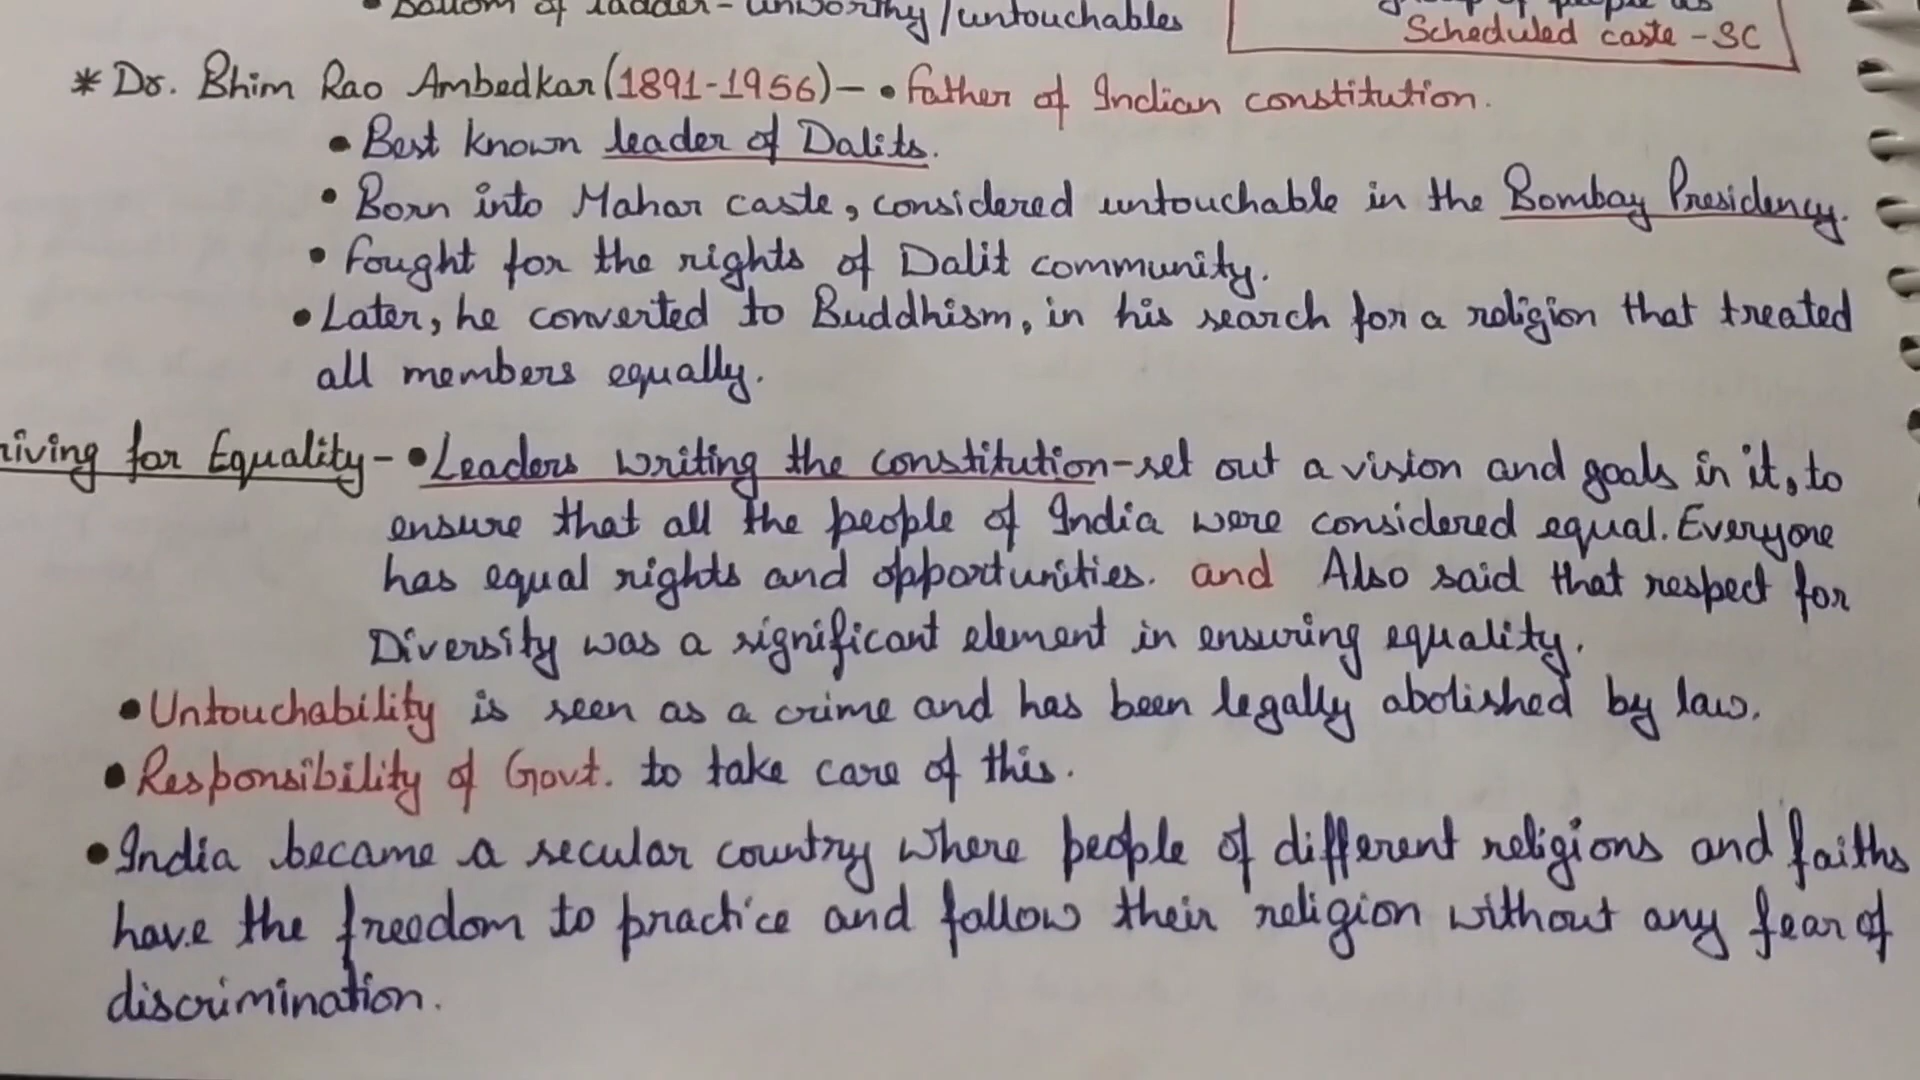 Bottom of ladder - unworthy/untouchables
group of people as
Scheduled caste - SC
* Dr. Bhim Rao Ambedkar (1891-1956) - • Father of Indian constitution.
• Best known leader of Dalits.
• Born into Mahar caste, considered untouchable in the Bombay Presidency.
• Fought for the rights of Dalit community.
• Later, he converted to Buddhism, in his search for a religion that treated
all members equally.
riving for Equality - • Leaders writing the constitution - set out a vision and goals in it, to
ensure that all the people of India were considered equal. Everyone
has equal rights and opportunities. and Also said that respect for
Diversity was a significant element in ensuring equality.
• Untouchability is seen as a crime and has been legally abolished by law.
• Responsibility of Govt. to take care of this.
• India became a secular country where people of different religions and faiths
have the freedom to practice and follow their religion without any fear of
discrimination.